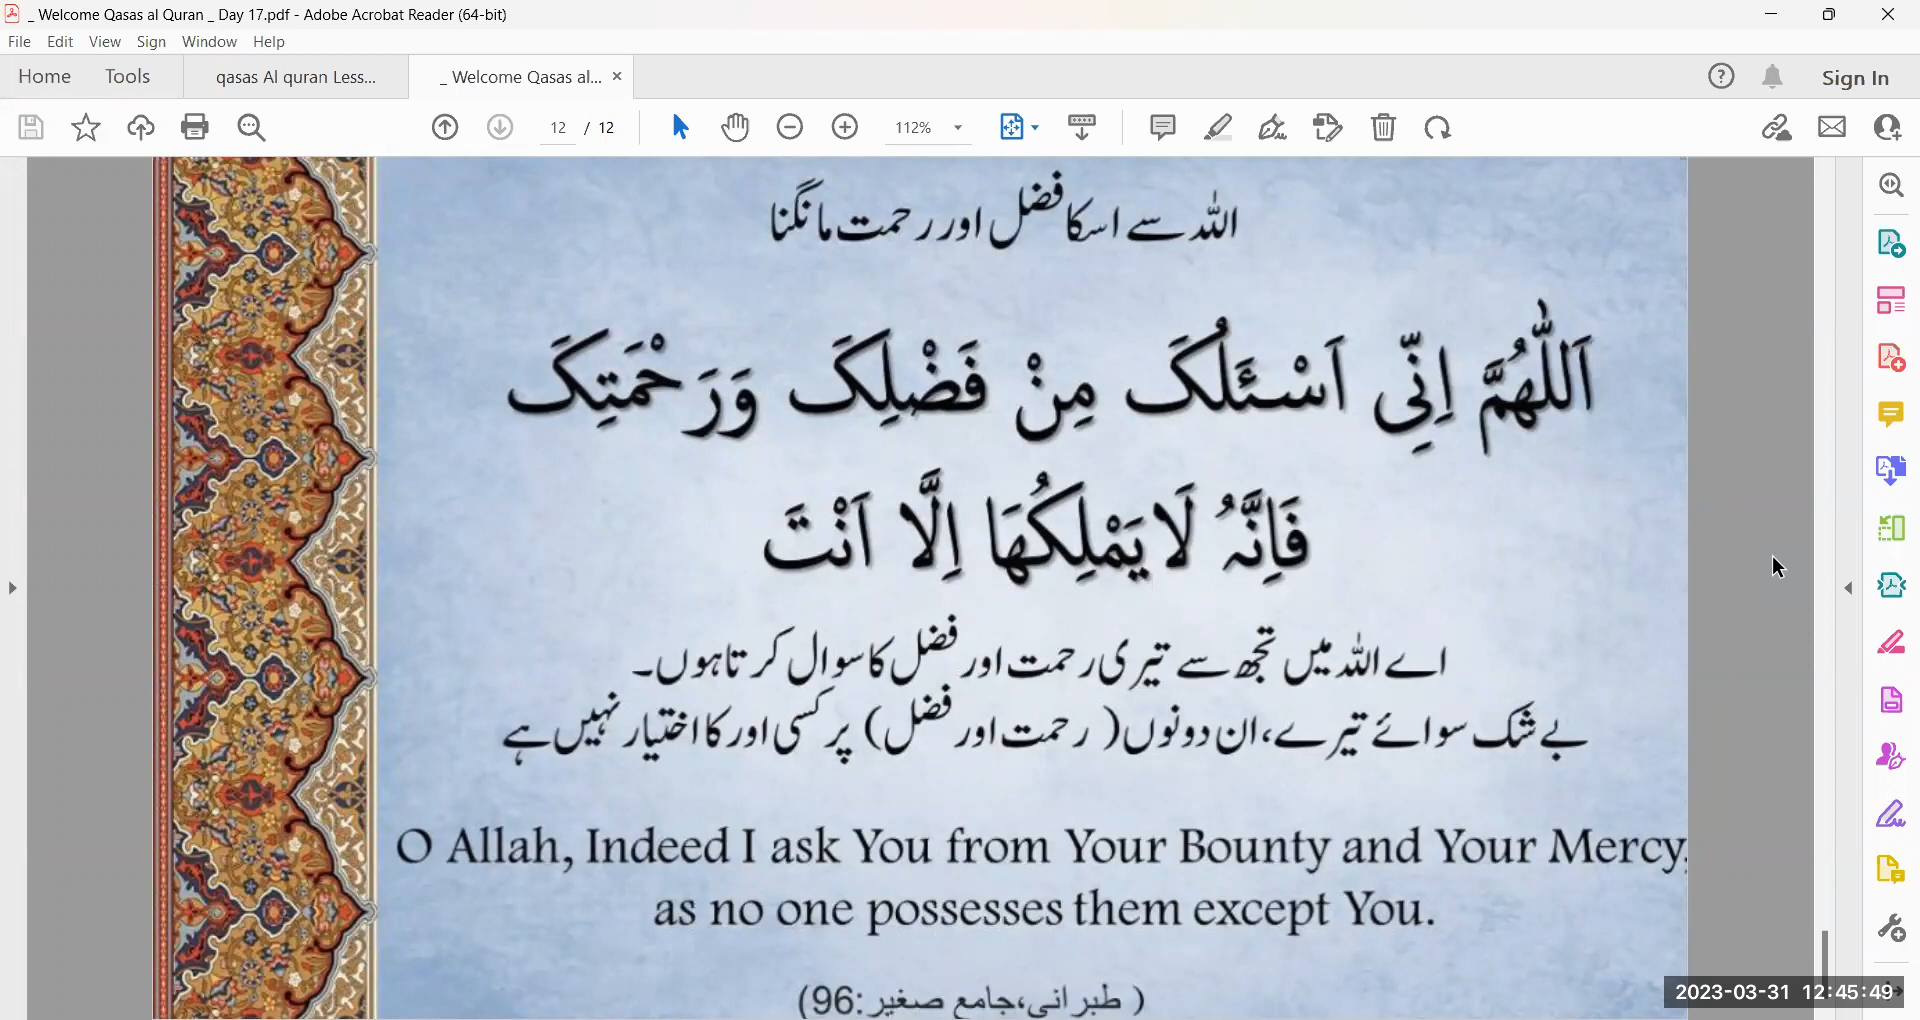 _ Welcome Qasas al Quran _ Day 17.pdf - Adobe Acrobat Reader (64-bit)
File Edit View Sign Window Help
Home Tools qasas Al quran Less... _ Welcome Qasas al... × Sign In
12 / 12 112%
اللہ سے اسکا فضل اور رحمت مانگنا
اَللّٰھُمَّ اِنِّی اَسْئَلُکَ مِنْ فَضْلِکَ وَرَحْمَتِکَ
فَاِنَّہُ لَا یَمْلِکُھَا اِلَّا اَنْتَ
اے اللہ میں تجھ سے تیری رحمت اور فضل کا سوال کرتا ہوں۔
بے شک سوائے تیرے، ان دونوں (رحمت اور فضل) پر کسی اور کا اختیار نہیں ہے
O Allah, Indeed I ask You from Your Bounty and Your Mercy,
as no one possesses them except You.
( طبرانی،جامع صغیر:96)
2023-03-31 12:45:49